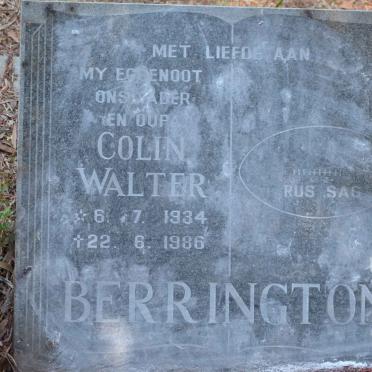 MET LIEFDE AAN
MY EGGENOOT
ONS VADER
EN OUPA
COLIN
WALTER
* 6. 7. 1934
† 22. 6. 1986
RUS SAG
BERRINGTON